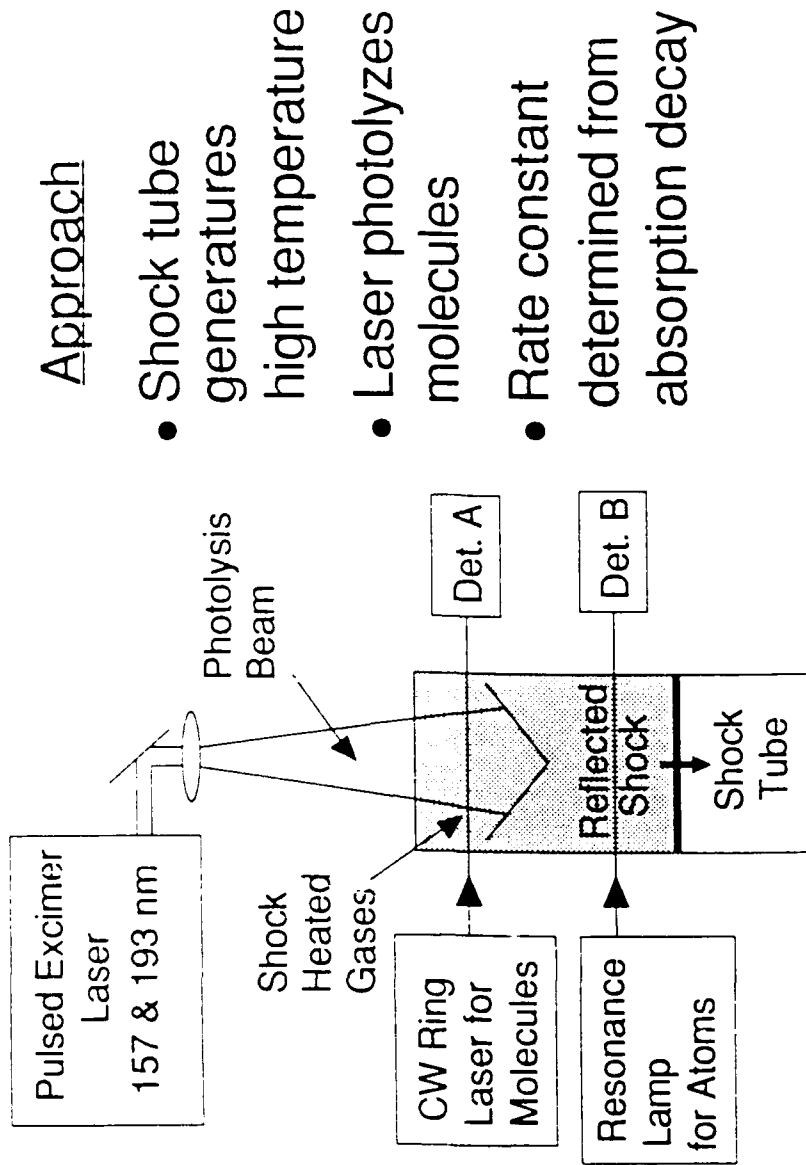 Pulsed Excimer
Laser
157 & 193 nm
Photolysis
Beam
Shock
Heated
Gases
CW Ring
Laser for
Molecules
Det. A
Resonance
Lamp
for Atoms
Det. B
Reflected
Shock
Shock
Tube
Approach
• Shock tube
generatures
high temperature
• Laser photolyzes
molecules
• Rate constant
determined from
absorption decay